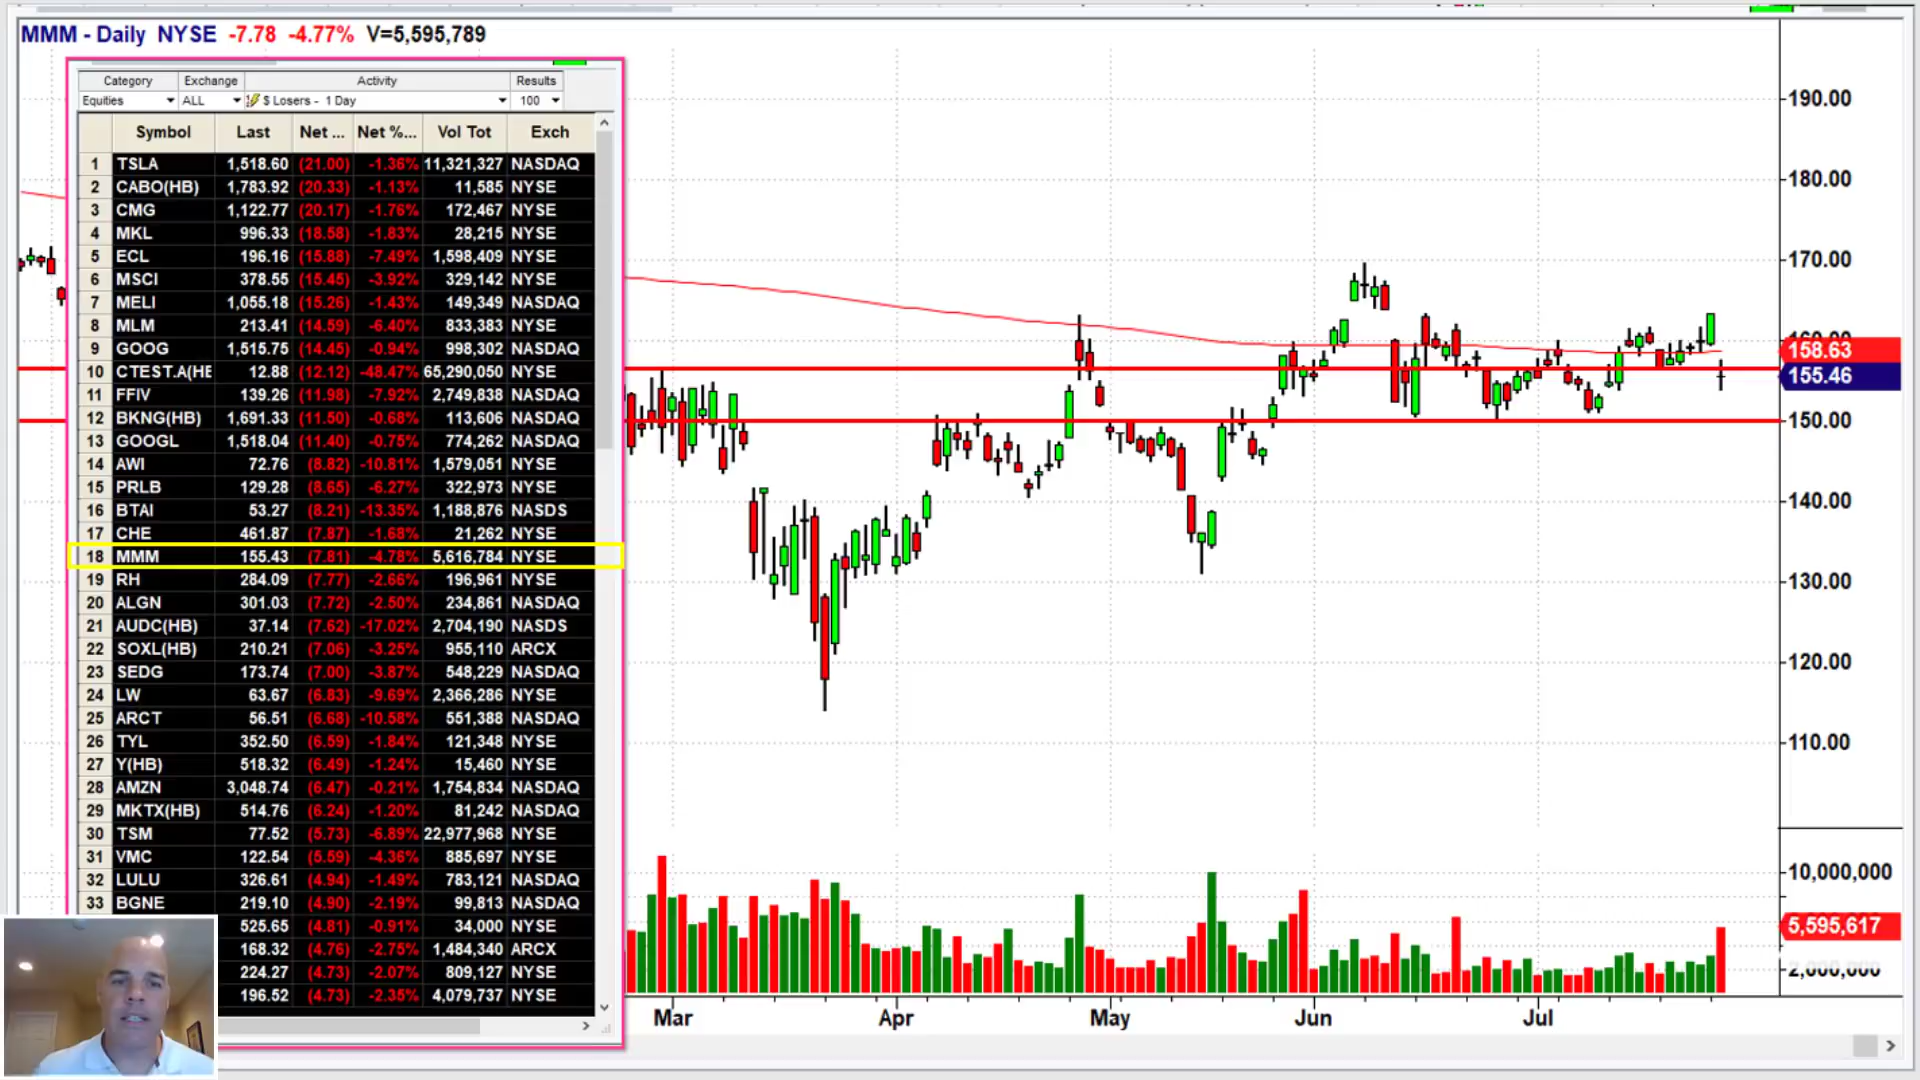 MMM - Daily NYSE -7.78 -4.77% V=5,595,789
Category Exchange Activity Results
Equities ALL $ Losers - 1 Day 100
Symbol Last Net ... Net %... Vol Tot Exch
1 TSLA 1,518.60 (21.00) -1.36% 11,321,327 NASDAQ
2 CABO(HB) 1,783.92 (20.33) -1.13% 11,585 NYSE
3 CMG 1,122.77 (20.17) -1.76% 172,467 NYSE
4 MKL 996.33 (18.58) -1.83% 28,215 NYSE
5 ECL 196.16 (15.88) -7.49% 1,598,409 NYSE
6 MSCI 378.55 (15.45) -3.92% 329,142 NYSE
7 MELI 1,055.18 (15.26) -1.43% 149,349 NASDAQ
8 MLM 213.41 (14.59) -6.40% 833,383 NYSE
9 GOOG 1,515.75 (14.45) -0.94% 998,302 NASDAQ
10 CTEST.A(HE 12.88 (12.12) -48.47% 65,290,050 NYSE
11 FFIV 139.26 (11.98) -7.92% 2,749,838 NASDAQ
12 BKNG(HB) 1,691.33 (11.50) -0.68% 113,606 NASDAQ
13 GOOGL 1,518.04 (11.40) -0.75% 774,262 NASDAQ
14 AWI 72.76 (8.82) -10.81% 1,579,051 NYSE
15 PRLB 129.28 (8.65) -6.27% 322,973 NYSE
16 BTAI 53.27 (8.21) -13.35% 1,188,876 NASDS
17 CHE 461.87 (7.87) -1.68% 21,262 NYSE
18 MMM 155.43 (7.81) -4.78% 5,616,784 NYSE
19 RH 284.09 (7.77) -2.66% 196,961 NYSE
20 ALGN 301.03 (7.72) -2.50% 234,861 NASDAQ
21 AUDC(HB) 37.14 (7.62) -17.02% 2,704,190 NASDS
22 SOXL(HB) 210.21 (7.06) -3.25% 955,110 ARCX
23 SEDG 173.74 (7.00) -3.87% 548,229 NASDAQ
24 LW 63.67 (6.83) -9.69% 2,366,286 NYSE
25 ARCT 56.51 (6.68) -10.58% 551,388 NASDAQ
26 TYL 352.50 (6.59) -1.84% 121,348 NYSE
27 Y(HB) 518.32 (6.49) -1.24% 15,460 NYSE
28 AMZN 3,048.74 (6.47) -0.21% 1,754,834 NASDAQ
29 MKTX(HB) 514.76 (6.24) -1.20% 81,242 NASDAQ
30 TSM 77.52 (5.73) -6.89% 22,977,968 NYSE
31 VMC 122.54 (5.59) -4.36% 885,697 NYSE
32 LULU 326.61 (4.94) -1.49% 783,121 NASDAQ
33 BGNE 219.10 (4.90) -2.19% 99,813 NASDAQ
525.65 (4.81) -0.91% 34,000 NYSE
168.32 (4.76) -2.75% 1,484,340 ARCX
224.27 (4.73) -2.07% 809,127 NYSE
196.52 (4.73) -2.35% 4,079,737 NYSE
190.00
180.00
170.00
160.00
158.63
155.46
150.00
140.00
130.00
120.00
110.00
10,000,000
5,595,617
2,000,000
Mar Apr May Jun Jul